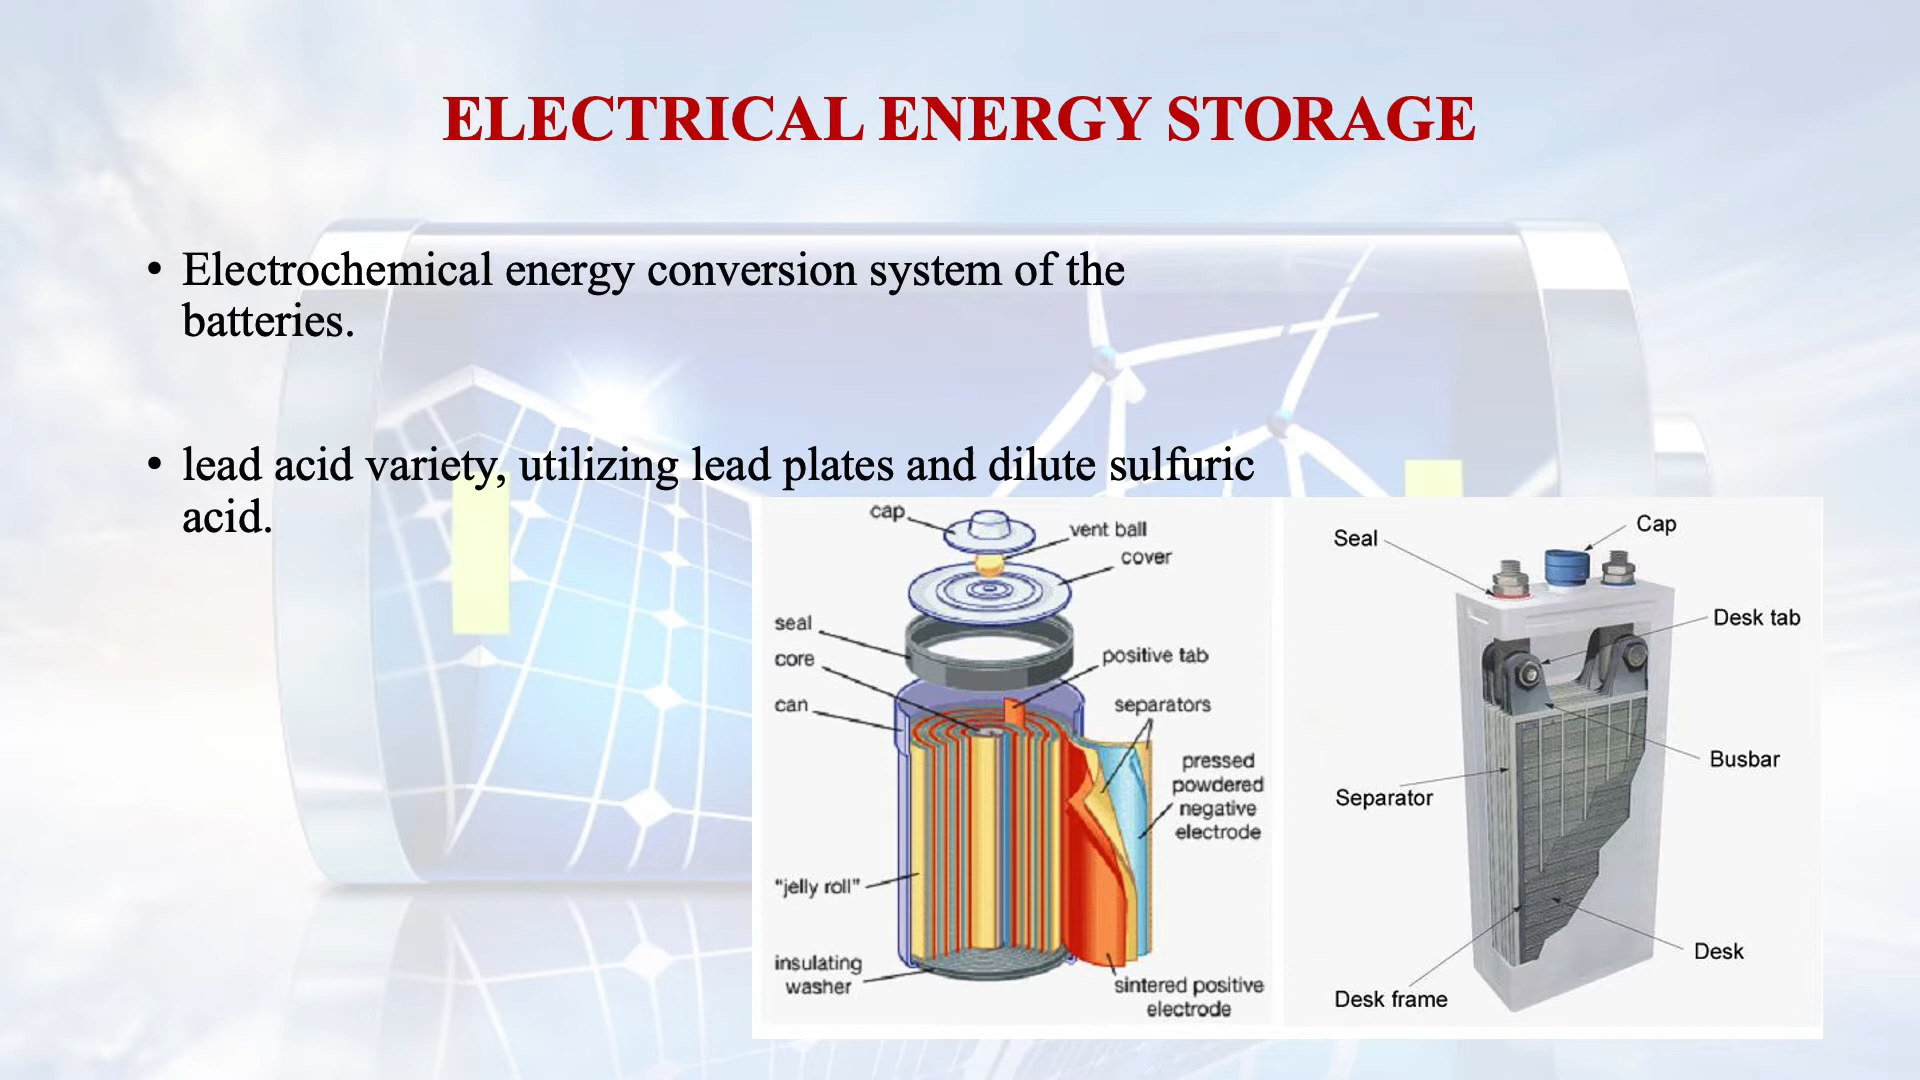 ELECTRICAL ENERGY STORAGE
• Electrochemical energy conversion system of the
batteries.
• lead acid variety, utilizing lead plates and dilute sulfuric
acid.
cap
vent ball
cover
seal
core
can
positive tab
separators
pressed
powdered
negative
electrode
"jelly roll"
insulating
washer
sintered positive
electrode
Seal
Cap
Desk tab
Busbar
Separator
Desk
Desk frame